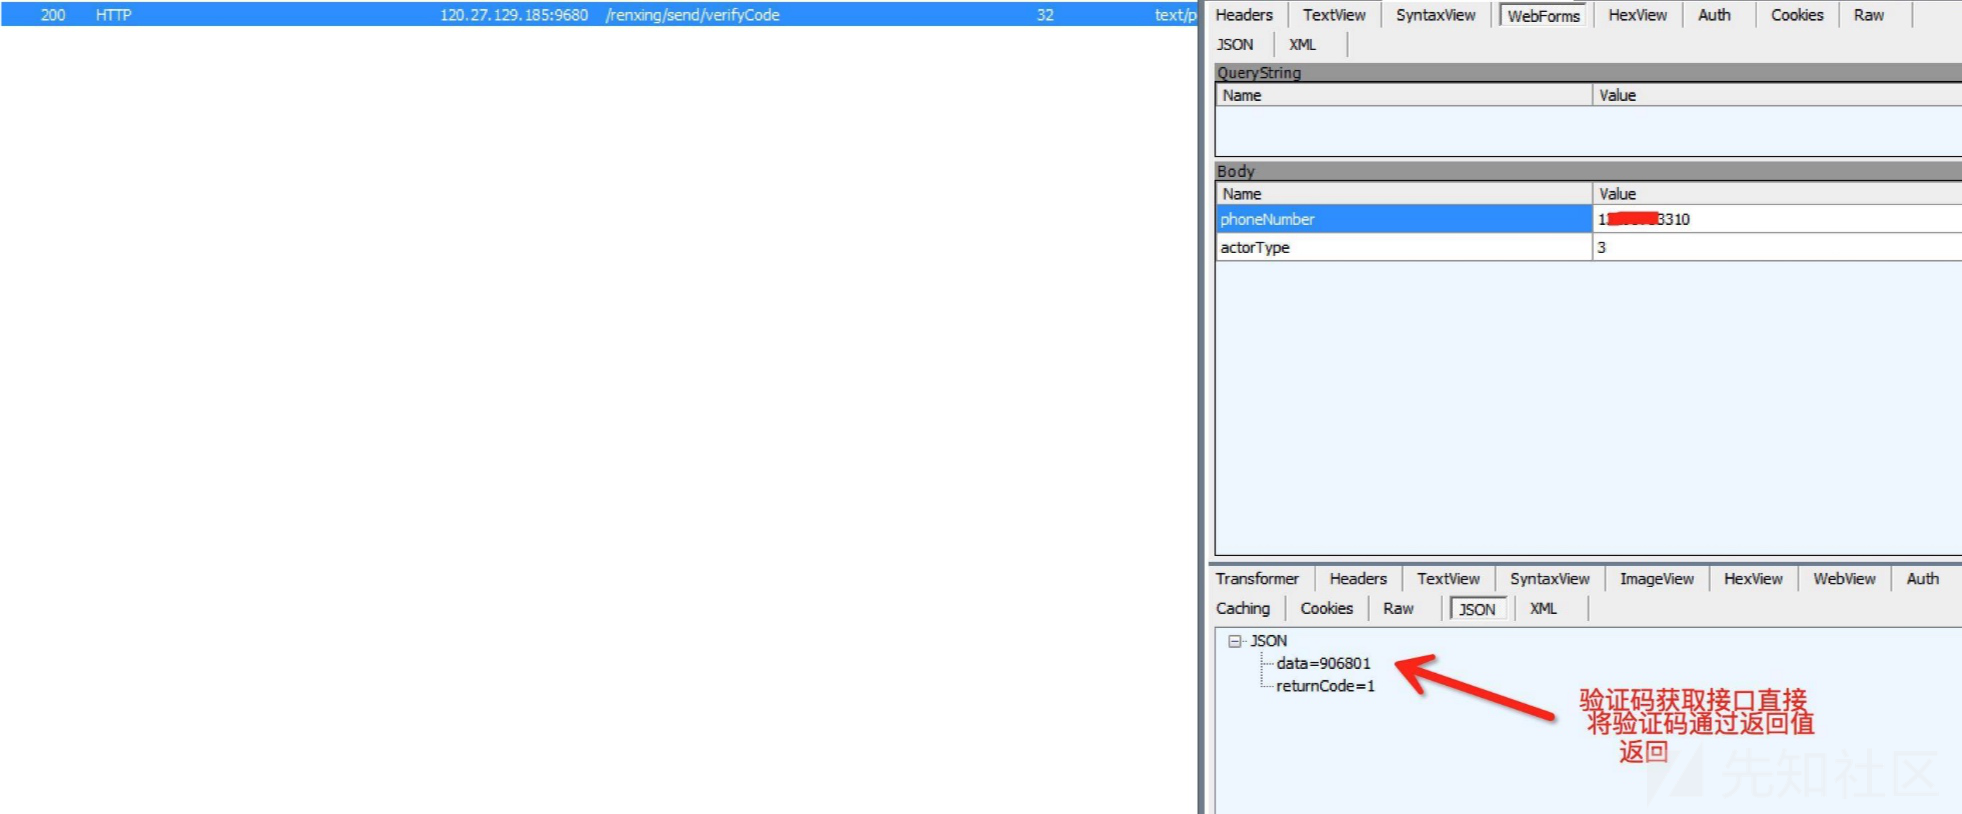 200 HTTP 120.27.129.185:9680 /renxing/send/verifyCode 32 text/p
Headers TextView SyntaxView WebForms HexView Auth Cookies Raw
JSON XML
QueryString
Name Value
Body
Name Value
phoneNumber 3310
actorType 3
Transformer Headers TextView SyntaxView ImageView HexView WebView Auth
Caching Cookies Raw JSON XML
JSON
data=906801
returnCode=1
验证码获取接口直接
将验证码通过返回值
返回
先知社区